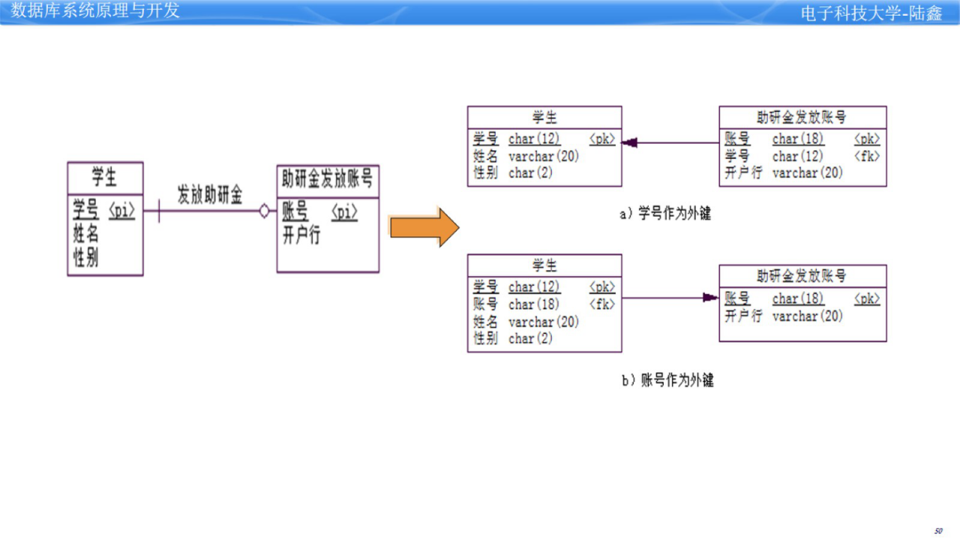 数据库系统原理与开发
电子科技大学-陆鑫
学生
学号 <pi>
姓名
性别
发放助研金
助研金发放账号
账号 <pi>
开户行
学生
学号 char(12) <pk>
姓名 varchar(20)
性别 char(2)
助研金发放账号
账号 char(18) <pk>
学号 char(12) <fk>
开户行 varchar(20)
a）学号作为外键
学生
学号 char(12) <pk>
账号 char(18) <fk>
姓名 varchar(20)
性别 char(2)
助研金发放账号
账号 char(18) <pk>
开户行 varchar(20)
b）账号作为外键
50